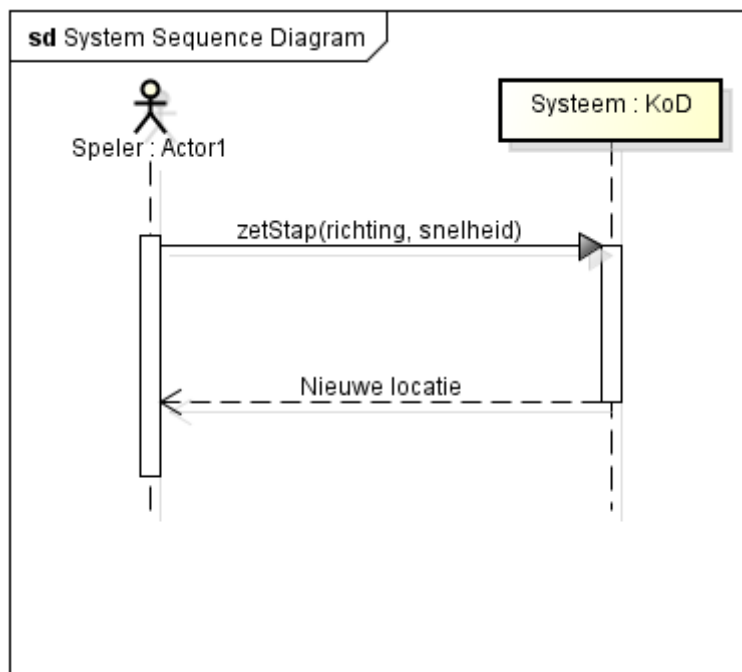 sd System Sequence Diagram
Speler : Actor1
Systeem : KoD
zetStap(richting, snelheid)
Nieuwe locatie